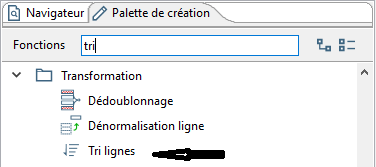 Navigateur Palette de création
Fonctions tri
Transformation
Dédoublonnage
Dénormalisation ligne
Tri lignes